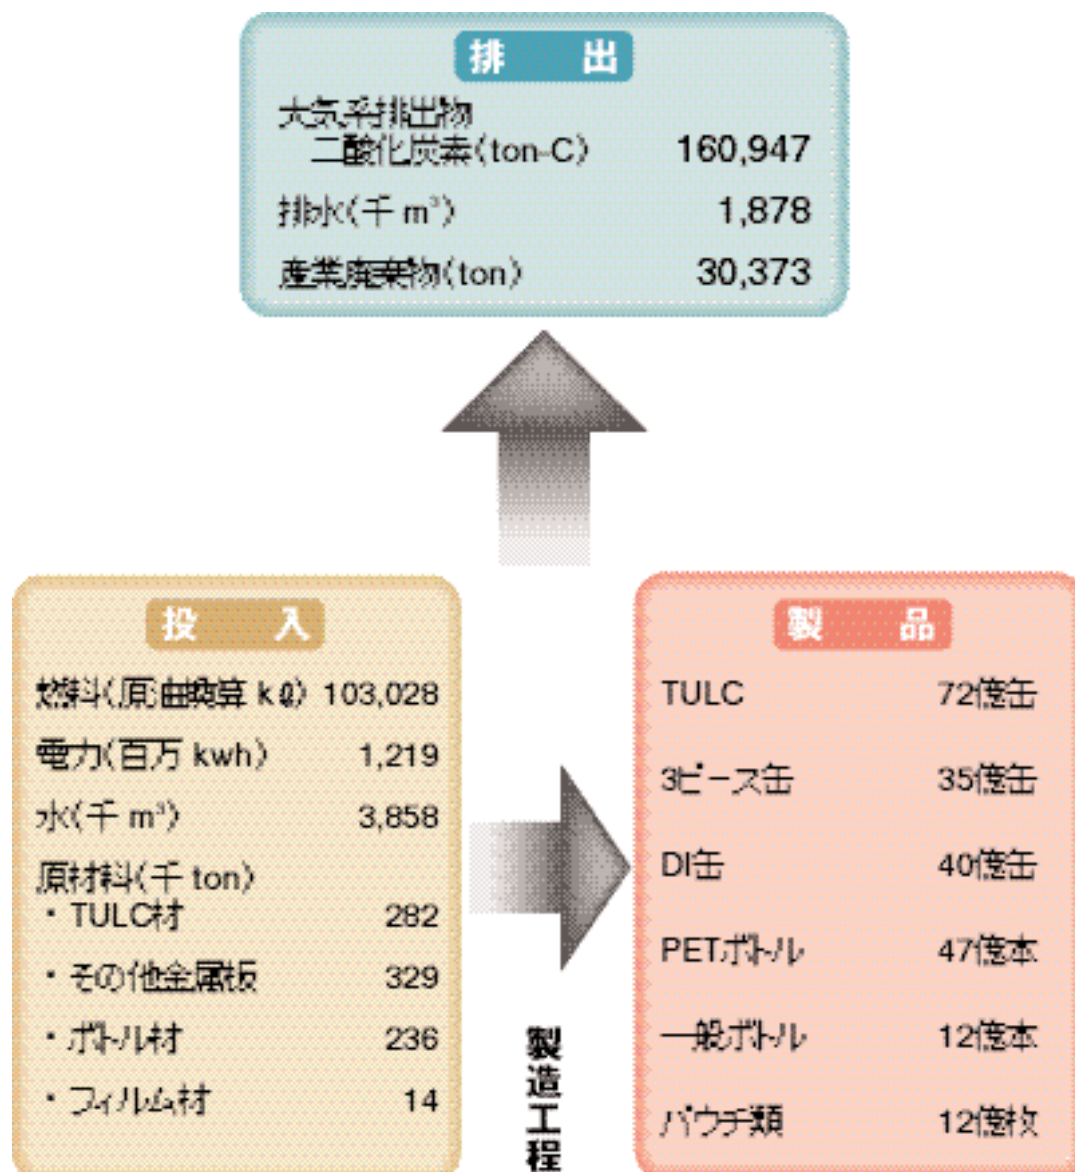 排 出
大気系排出物
二酸化炭素(ton-C) 160,947
排水(千 m³) 1,878
産業廃棄物(ton) 30,373
投 入
燃料(原油換算 kℓ) 103,028
電力(百万 kwh) 1,219
水(千 m³) 3,858
原材料(千 ton)
・TULC材 282
・その他金属板 329
・ボトル材 236
・フィルム材 14
製造工程
製 品
TULC 72億缶
3ピース缶 35億缶
DI缶 40億缶
PETボトル 47億本
一般ボトル 12億本
パウチ類 12億枚